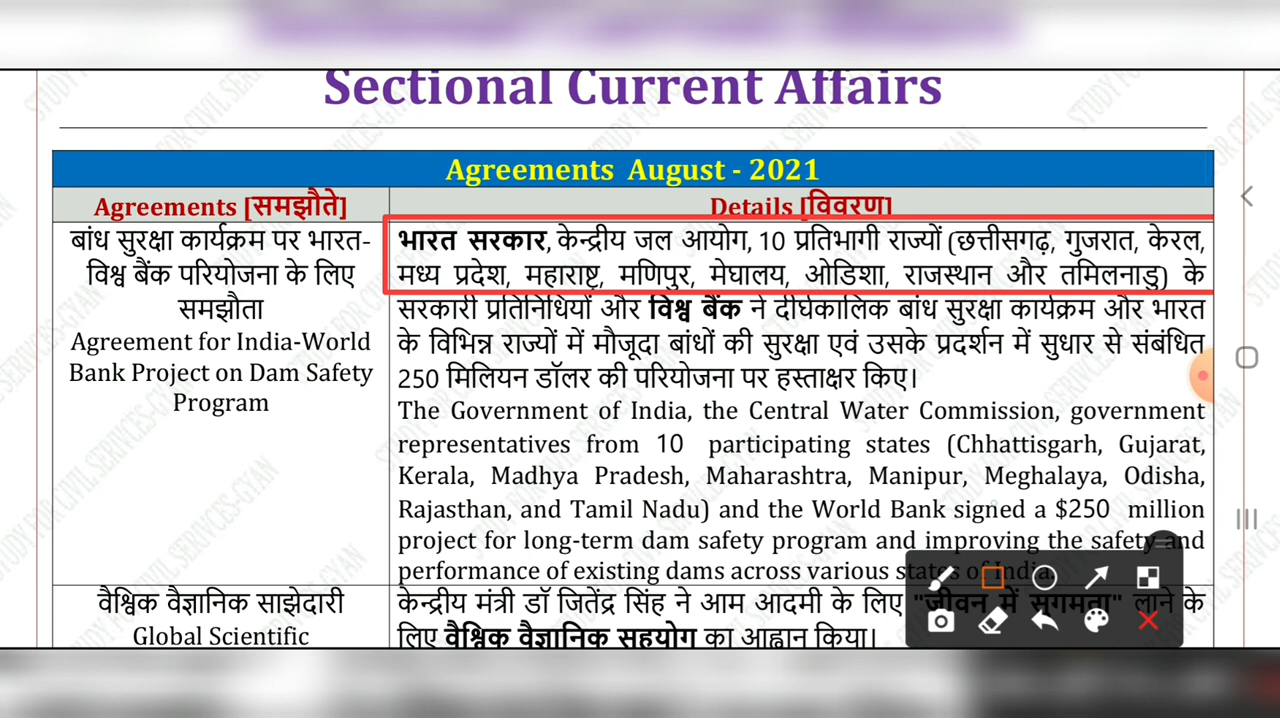 Sectional Current Affairs
Agreements August - 2021
Agreements [समझौते]
Details [विवरण]
बांध सुरक्षा कार्यक्रम पर भारत-
विश्व बैंक परियोजना के लिए
समझौता
Agreement for India-World
Bank Project on Dam Safety
Program
भारत सरकार, केन्द्रीय जल आयोग, 10 प्रतिभागी राज्यों (छत्तीसगढ़, गुजरात, केरल,
मध्य प्रदेश, महाराष्ट्र, मणिपुर, मेघालय, ओडिशा, राजस्थान और तमिलनाडु) के
सरकारी प्रतिनिधियों और विश्व बैंक ने दीर्घकालिक बांध सुरक्षा कार्यक्रम और भारत
के विभिन्न राज्यों में मौजूदा बांधों की सुरक्षा एवं उसके प्रदर्शन में सुधार से संबंधित
250 मिलियन डॉलर की परियोजना पर हस्ताक्षर किए।
The Government of India, the Central Water Commission, government
representatives from 10 participating states (Chhattisgarh, Gujarat,
Kerala, Madhya Pradesh, Maharashtra, Manipur, Meghalaya, Odisha,
Rajasthan, and Tamil Nadu) and the World Bank signed a $250 million
project for long-term dam safety program and improving the safety and
performance of existing dams across various states of India.
वैश्विक वैज्ञानिक साझेदारी
Global Scientific
केन्द्रीय मंत्री डॉ जितेंद्र सिंह ने आम आदमी के लिए "जीवन में सुगमता" लाने के
लिए वैश्विक वैज्ञानिक सहयोग का आह्वान किया।